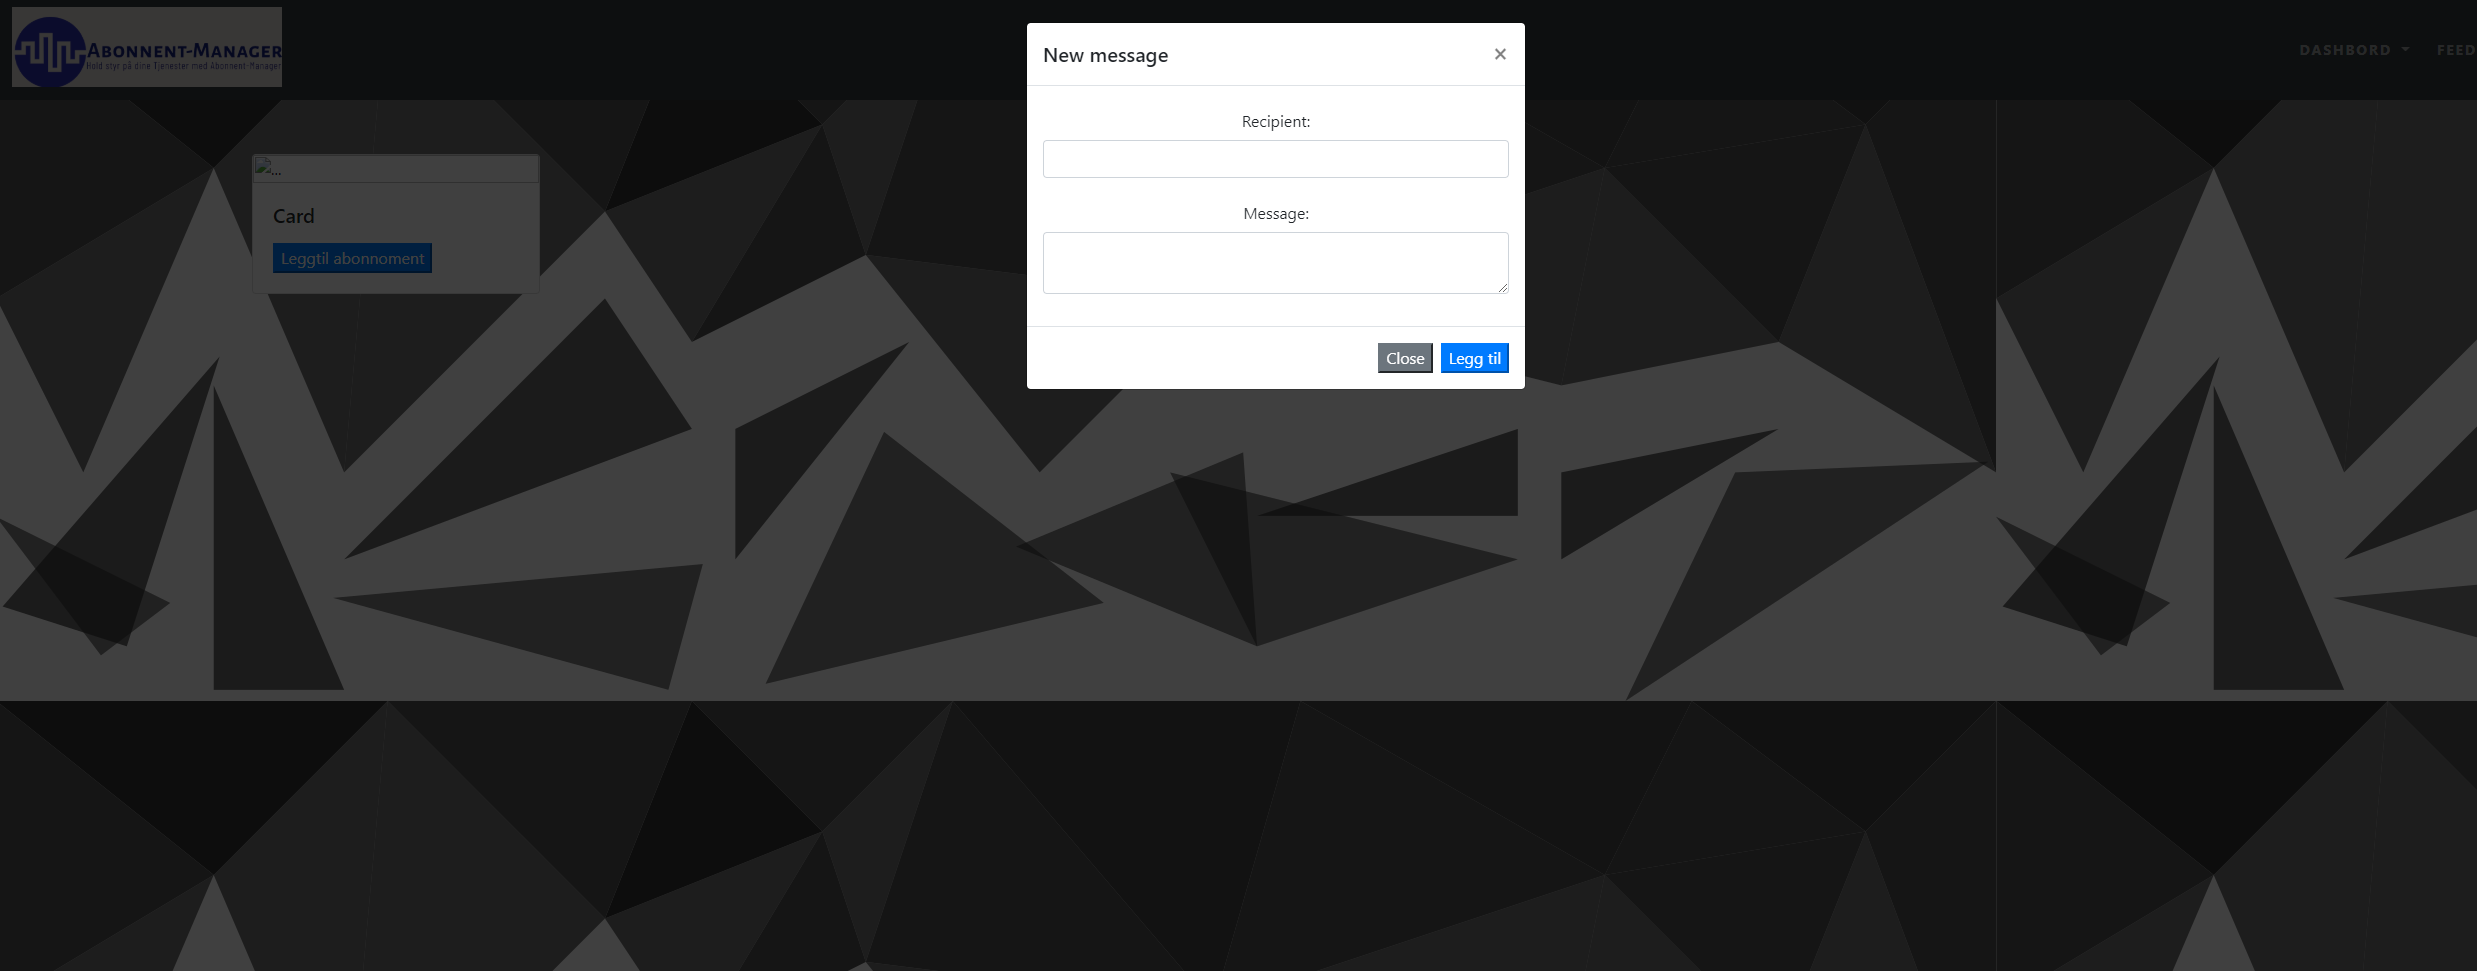 Abonnent-Manager
Hold styr på dine Tjenester med Abonnent-Manager
DASHBORD
FEED
New message
×
Recipient:
Message:
Close
Legg til
...
Card
Leggtil abonnoment